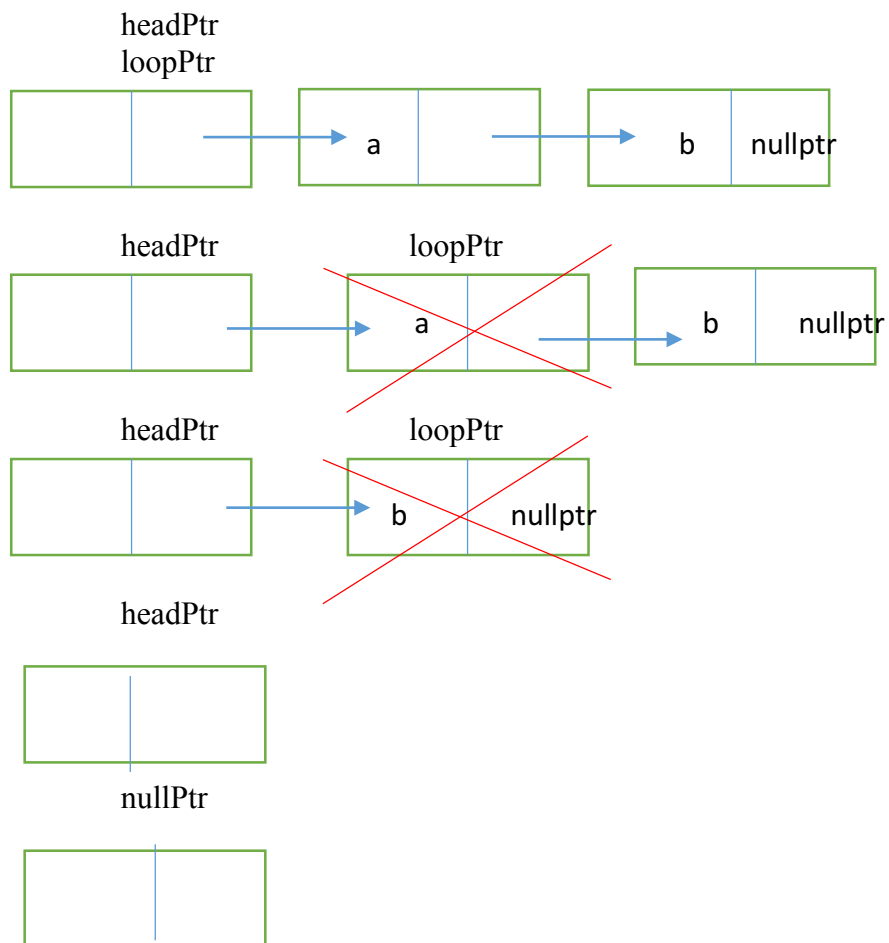 headPtr
loopPtr
a b nullptr
headPtr loopPtr
a b nullptr
headPtr loopPtr
b nullptr
headPtr
nullPtr